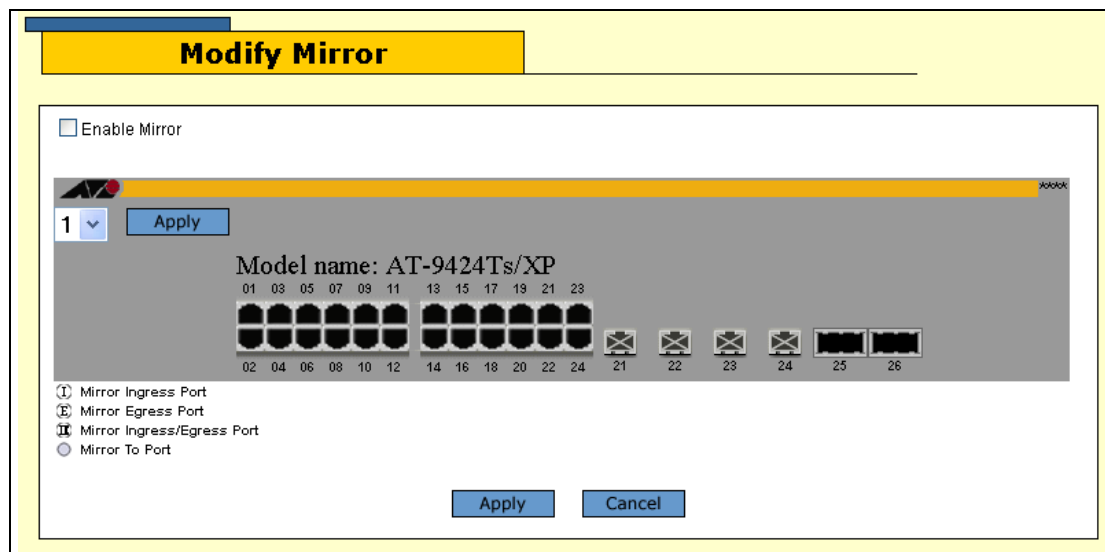 Modify Mirror
Enable Mirror
****
1 Apply
Model name: AT-9424Ts/XP
01 03 05 07 09 11 13 15 17 19 21 23
02 04 06 08 10 12 14 16 18 20 22 24 21 22 23 24 25 26
I Mirror Ingress Port
E Mirror Egress Port
Mirror Ingress/Egress Port
Mirror To Port
Apply Cancel